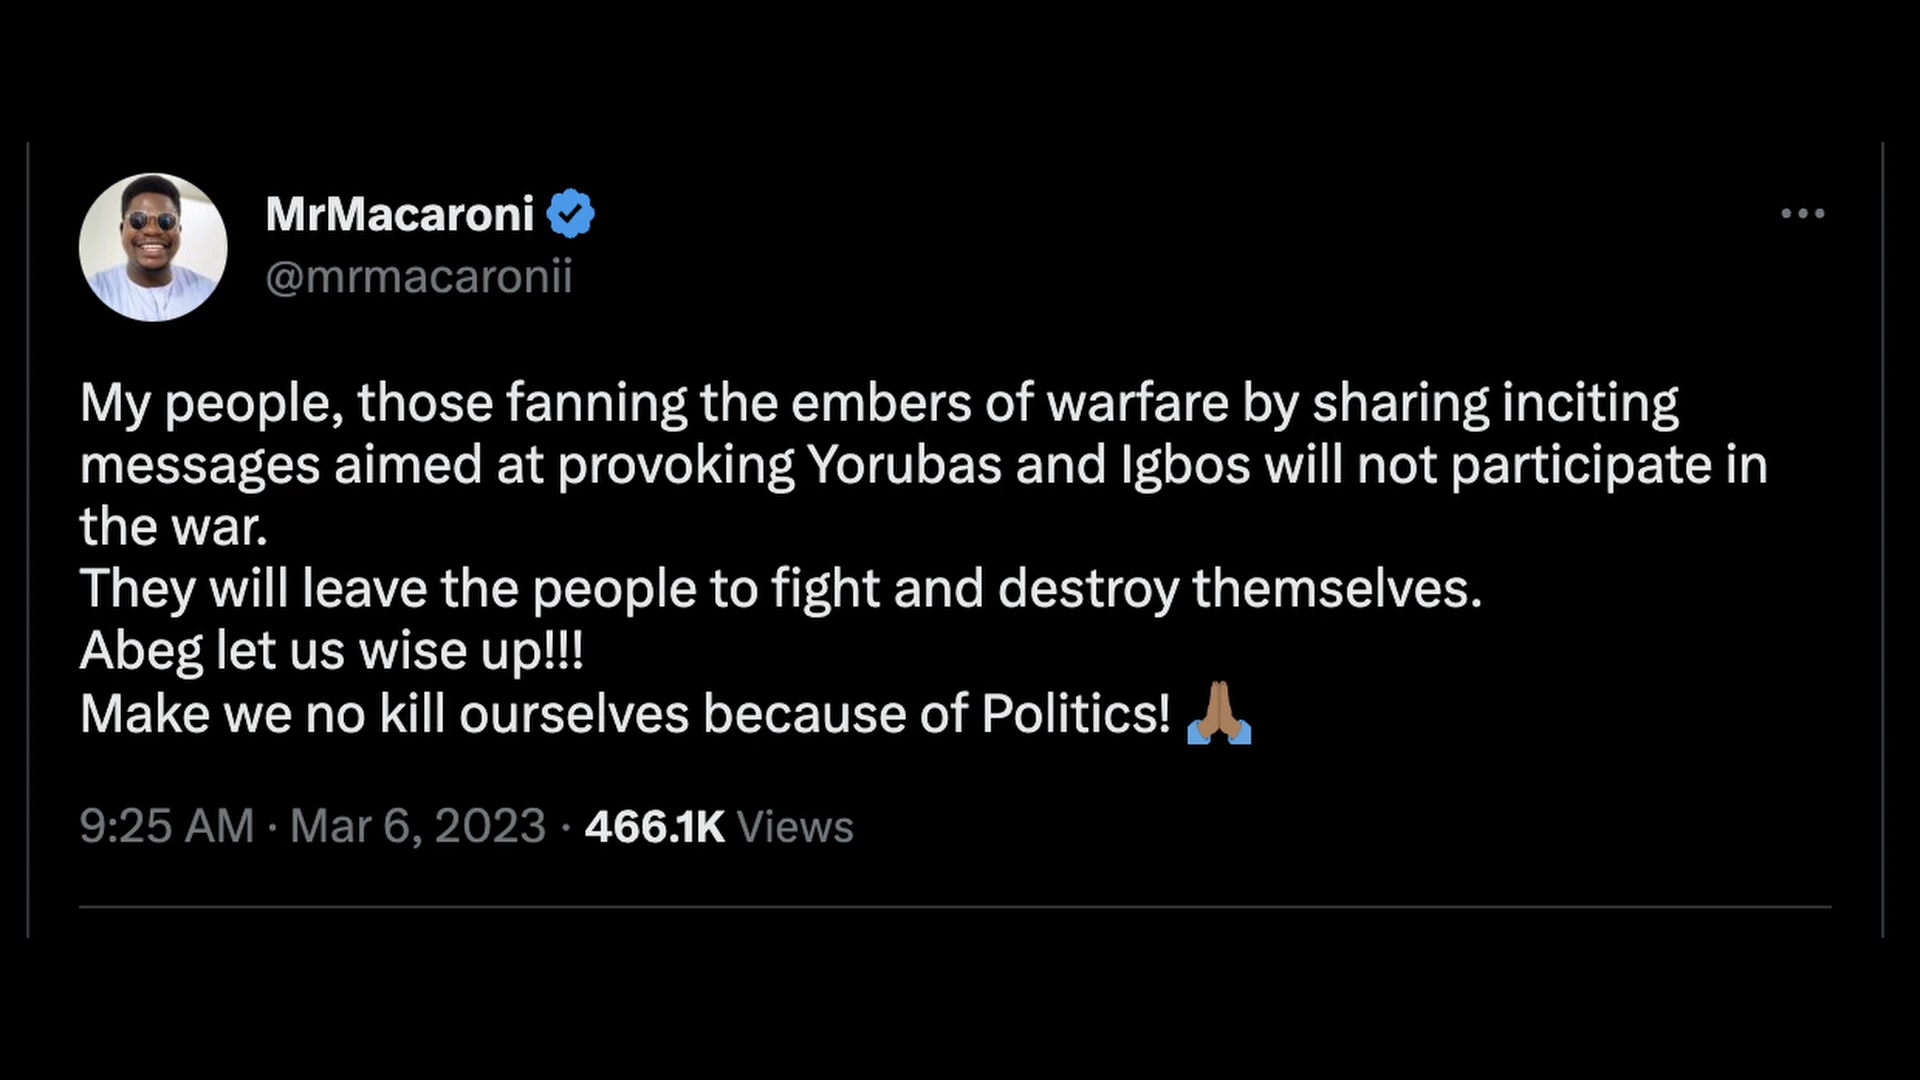 MrMacaroni
@mrmacaronii
My people, those fanning the embers of warfare by sharing inciting
messages aimed at provoking Yorubas and Igbos will not participate in
the war.
They will leave the people to fight and destroy themselves.
Abeg let us wise up!!!
Make we no kill ourselves because of Politics! 🙏🏽
9:25 AM · Mar 6, 2023 · 466.1K Views